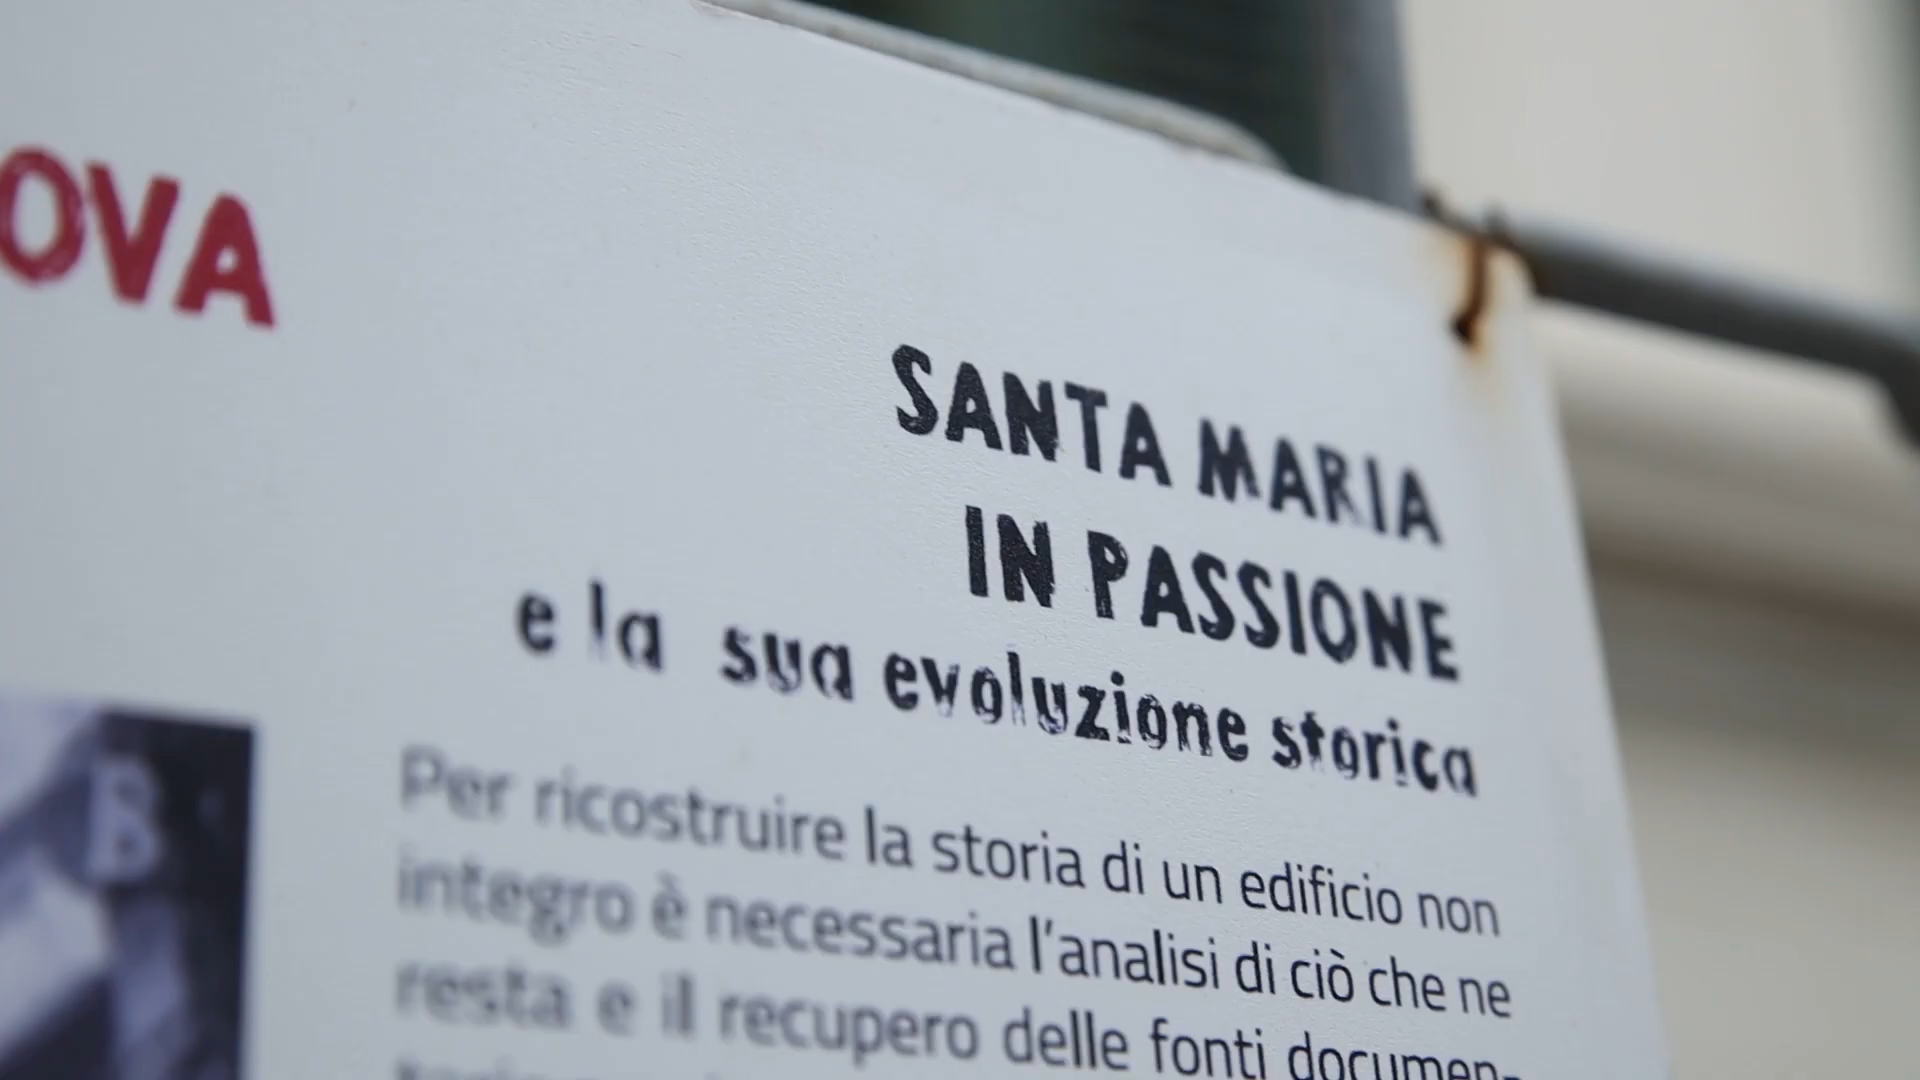 OVA
SANTA MARIA
IN PASSIONE
e la sua evoluzione storica
Per ricostruire la storia di un edificio non
integro è necessaria l'analisi di ciò che ne
resta e il recupero delle fonti documen-